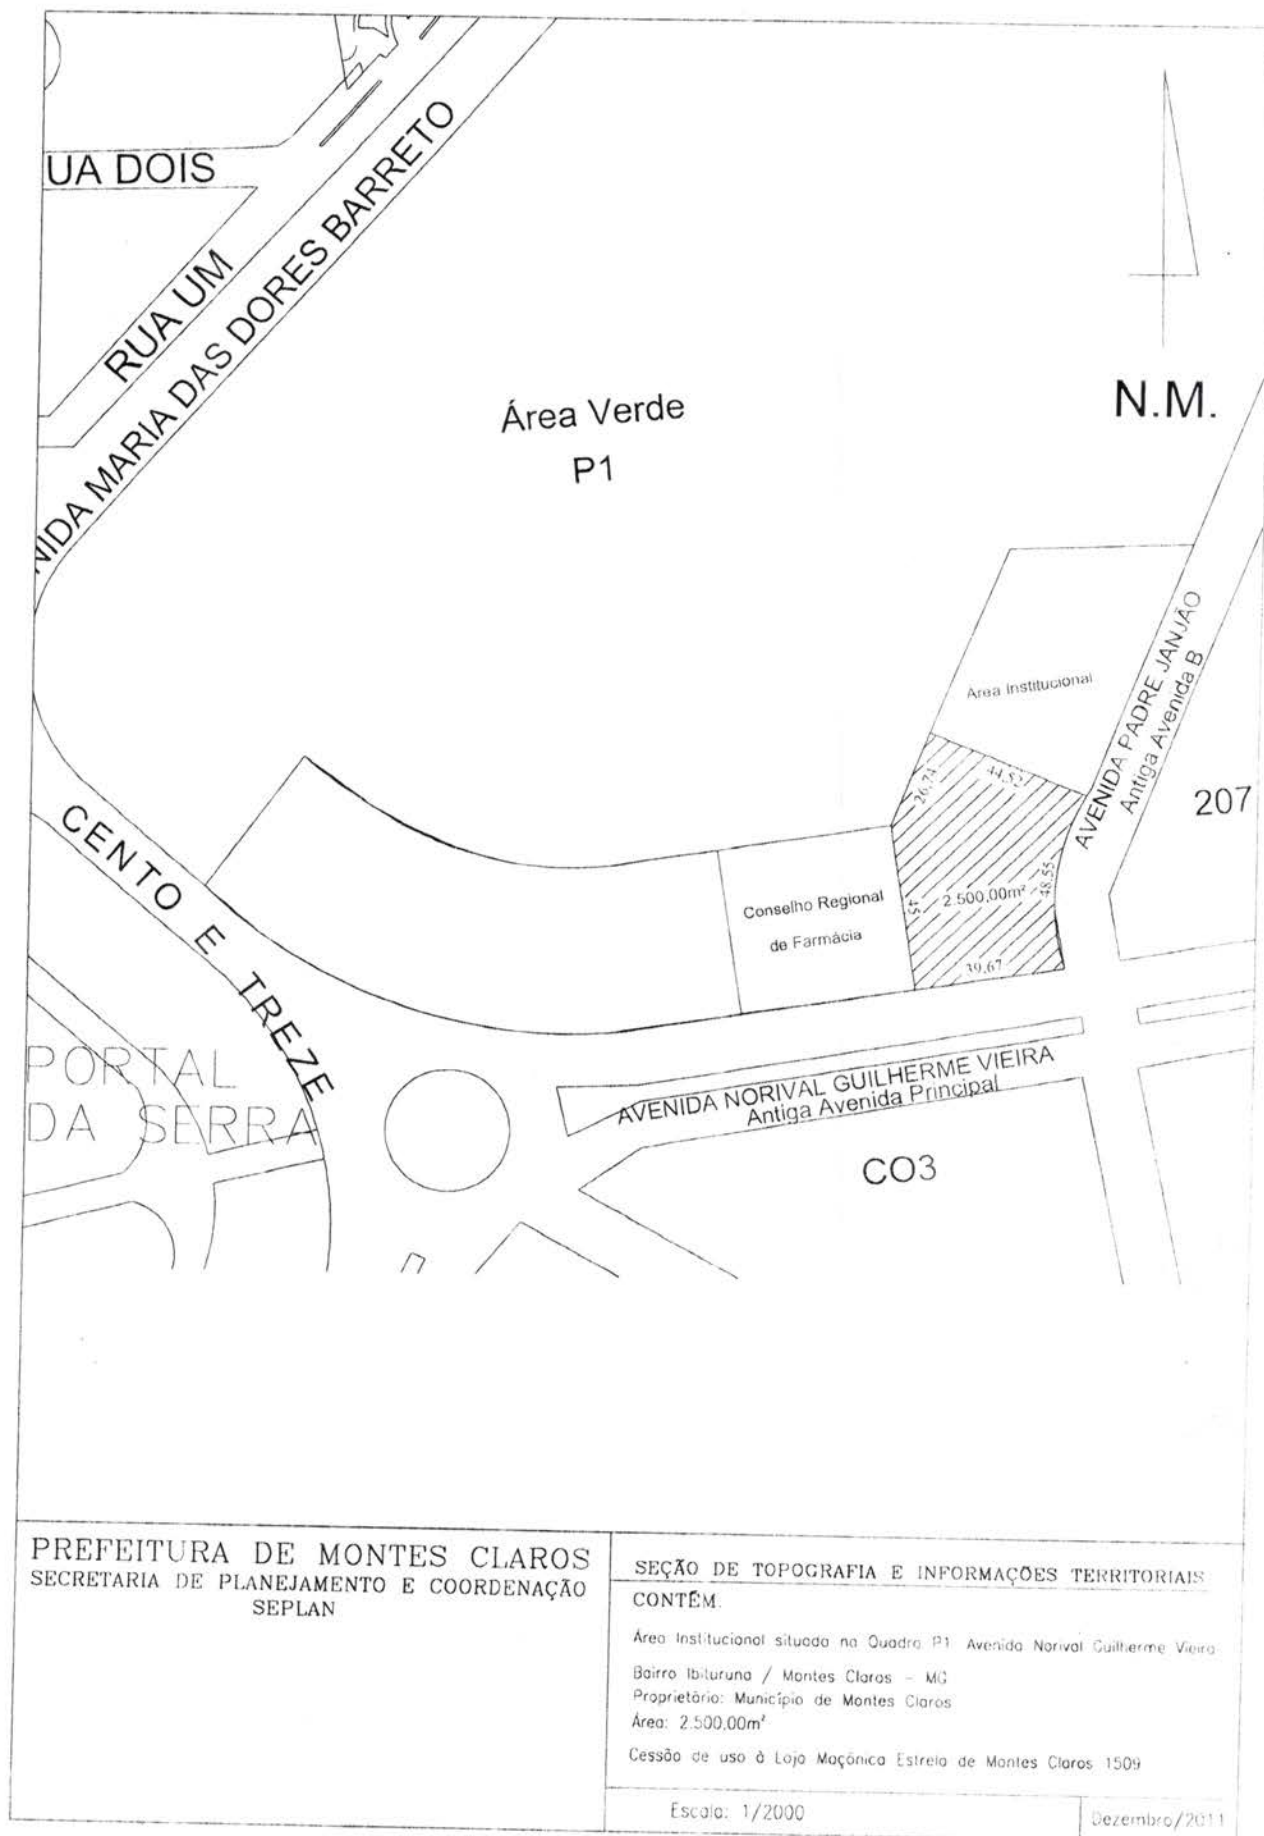 UA DOIS
RUA UM
NIDA MARIA DAS DORES BARRETO
Área Verde
P1
N.M.
Área Institucional
AVENIDA PADRE JANJÃO
Antiga Avenida B
207
26,74
44,52
48,55
45
2.500,00m²
39,67
Conselho Regional
de Farmácia
CENTO E TREZE
PORTAL
DA SERRA
AVENIDA NORIVAL GUILHERME VIEIRA
Antiga Avenida Principal
CO3
PREFEITURA DE MONTES CLAROS
SECRETARIA DE PLANEJAMENTO E COORDENAÇÃO
SEPLAN
SEÇÃO DE TOPOGRAFIA E INFORMAÇÕES TERRITORIAIS
CONTÉM.
Área Institucional situada na Quadra P1 Avenida Norival Guilherme Vieira
Bairro Ibituruna / Montes Claros - MG
Proprietário: Município de Montes Claros
Área: 2.500,00m²
Cessão de uso à Loja Maçônica Estrela de Montes Claros 1509
Escala: 1/2000
Dezembro/2011